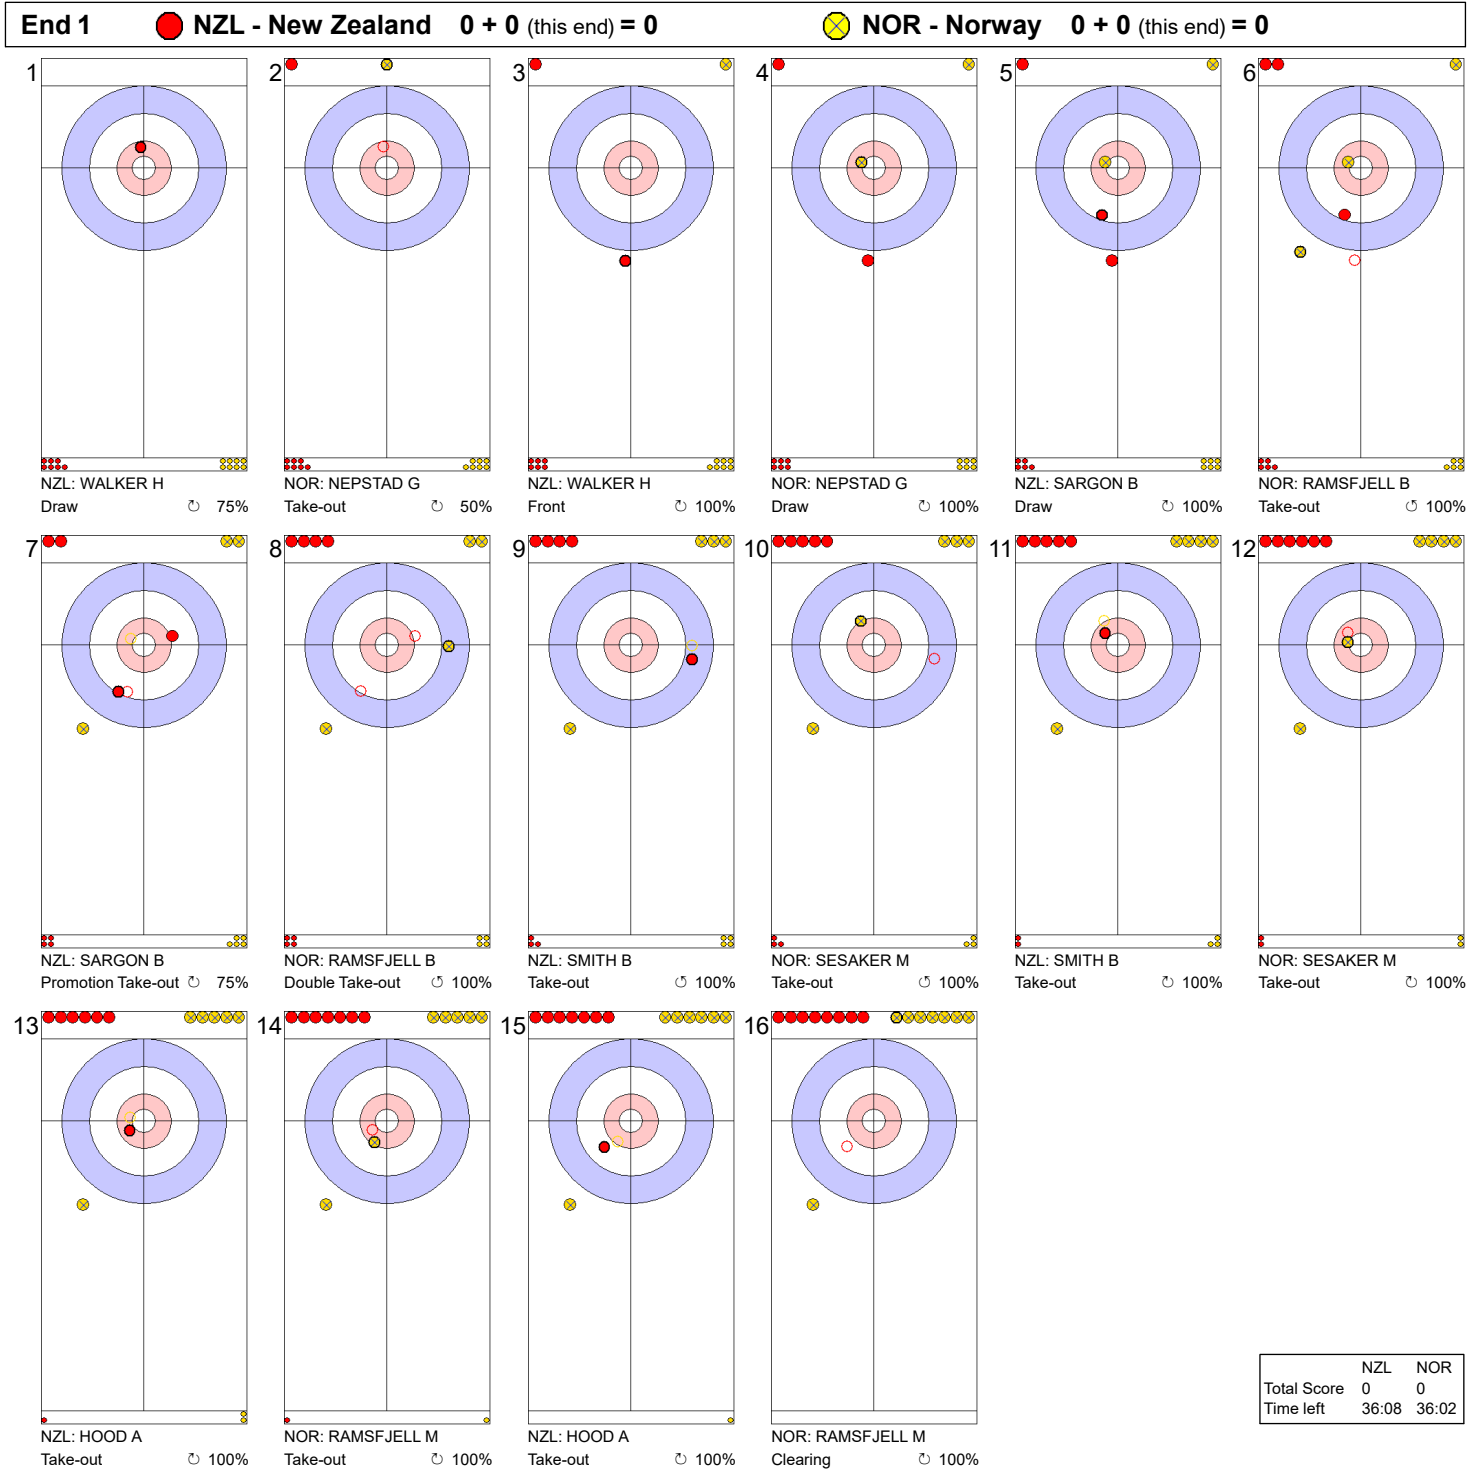 End 1 NZL - New Zealand 0 + 0 (this end) = 0 NOR - Norway 0 + 0 (this end) = 0
1 2 3 4 5 6
NZL: WALKER H NOR: NEPSTAD G NZL: WALKER H NOR: NEPSTAD G NZL: SARGON B NOR: RAMSFJELL B
Draw ↻ 75% Take-out ↻ 50% Front ↻ 100% Draw ↺ 100% Draw ↻ 100% Take-out ↻ 100%
7 8 9 10 11 12
NZL: SARGON B NOR: RAMSFJELL B NZL: SMITH B NOR: SESAKER M NZL: SMITH B NOR: SESAKER M
Promotion Take-out ↻ 75% Double Take-out ↺ 100% Take-out ↺ 100% Take-out ↺ 100% Take-out ↻ 100% Take-out ↻ 100%
13 14 15 16
NZL: HOOD A NOR: RAMSFJELL M NZL: HOOD A NOR: RAMSFJELL M
Take-out ↻ 100% Take-out ↻ 100% Take-out ↻ 100% Clearing ↻ 100%
NZL NOR
Total Score 0 0
Time left 36:08 36:02